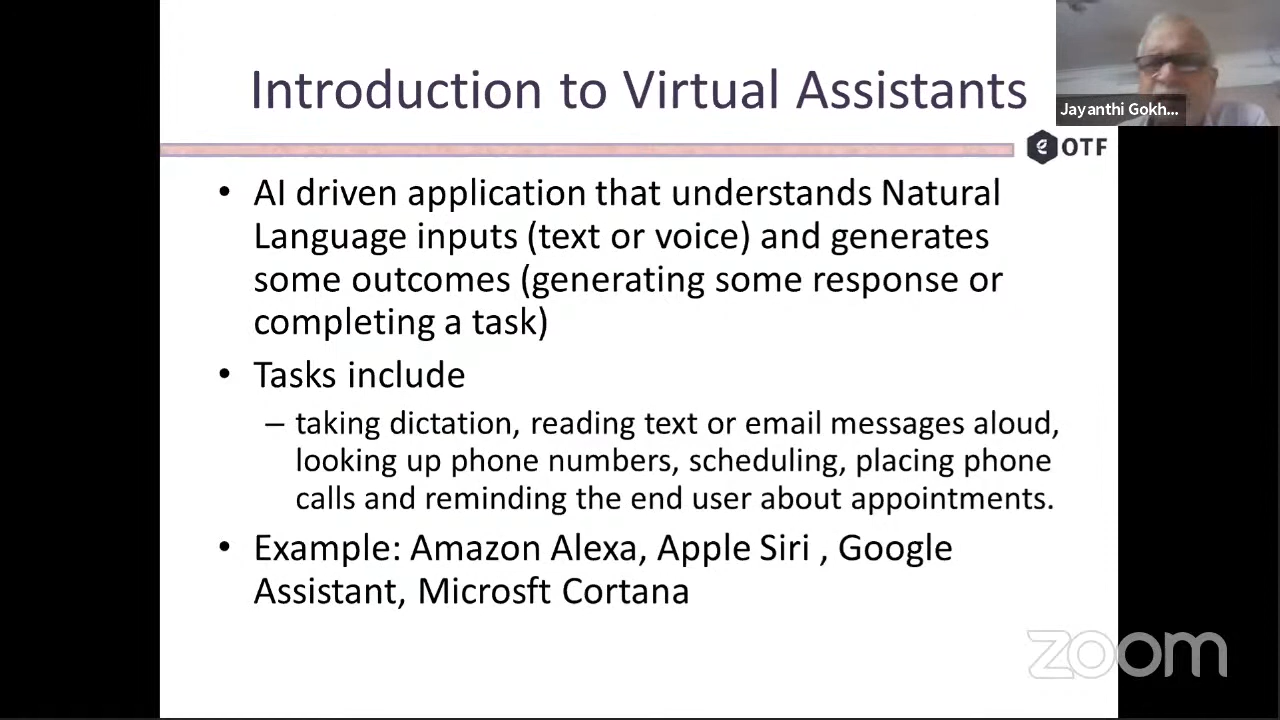 Introduction to Virtual Assistants
Jayanthi Gokh...
OTF
• AI driven application that understands Natural
Language inputs (text or voice) and generates
some outcomes (generating some response or
completing a task)
• Tasks include
– taking dictation, reading text or email messages aloud,
looking up phone numbers, scheduling, placing phone
calls and reminding the end user about appointments.
• Example: Amazon Alexa, Apple Siri , Google
Assistant, Microsft Cortana
zoom